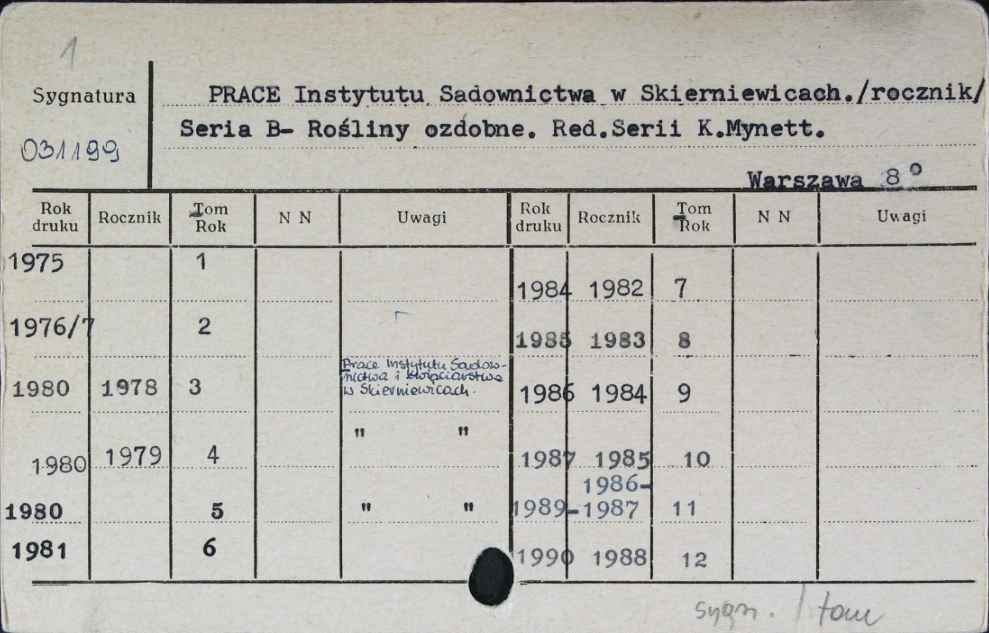 1
Sygnatura
031199
PRACE Instytutu Sadownictwa w Skierniewicach./rocznik/
Seria B- Rośliny ozdobne. Red.Serii K.Mynett.
Warszawa 8°
Rok druku Rocznik Tom Rok N N Uwagi Rok druku Rocznik Tom Rok N N Uwagi
1975 1
1984 1982 7
1976/7 2
1985 1983 8
Prace Instytutu Sadow-
nictwa i Kwiaciarstwa
w Skierniewicach.
1980 1978 3
1986 1984 9
1980 1979 4 " "
1987 1985 10
1980 5 " "
1989- 1986-1987 11
1981 6
1990 1988 12
sygn. / tom